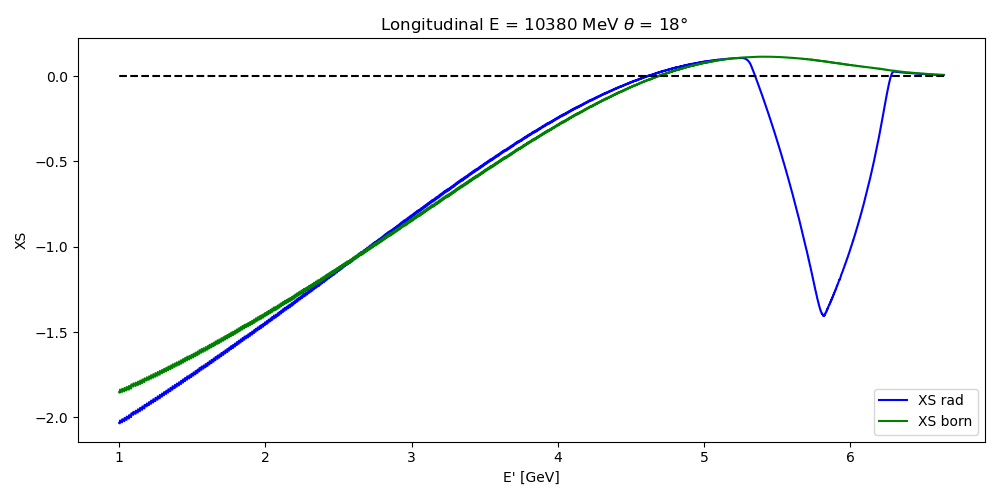 Longitudinal E = 10380 MeV θ = 18°
XS
0.0
−0.5
−1.0
−1.5
−2.0
1 2 3 4 5 6
E' [GeV]
XS rad
XS born